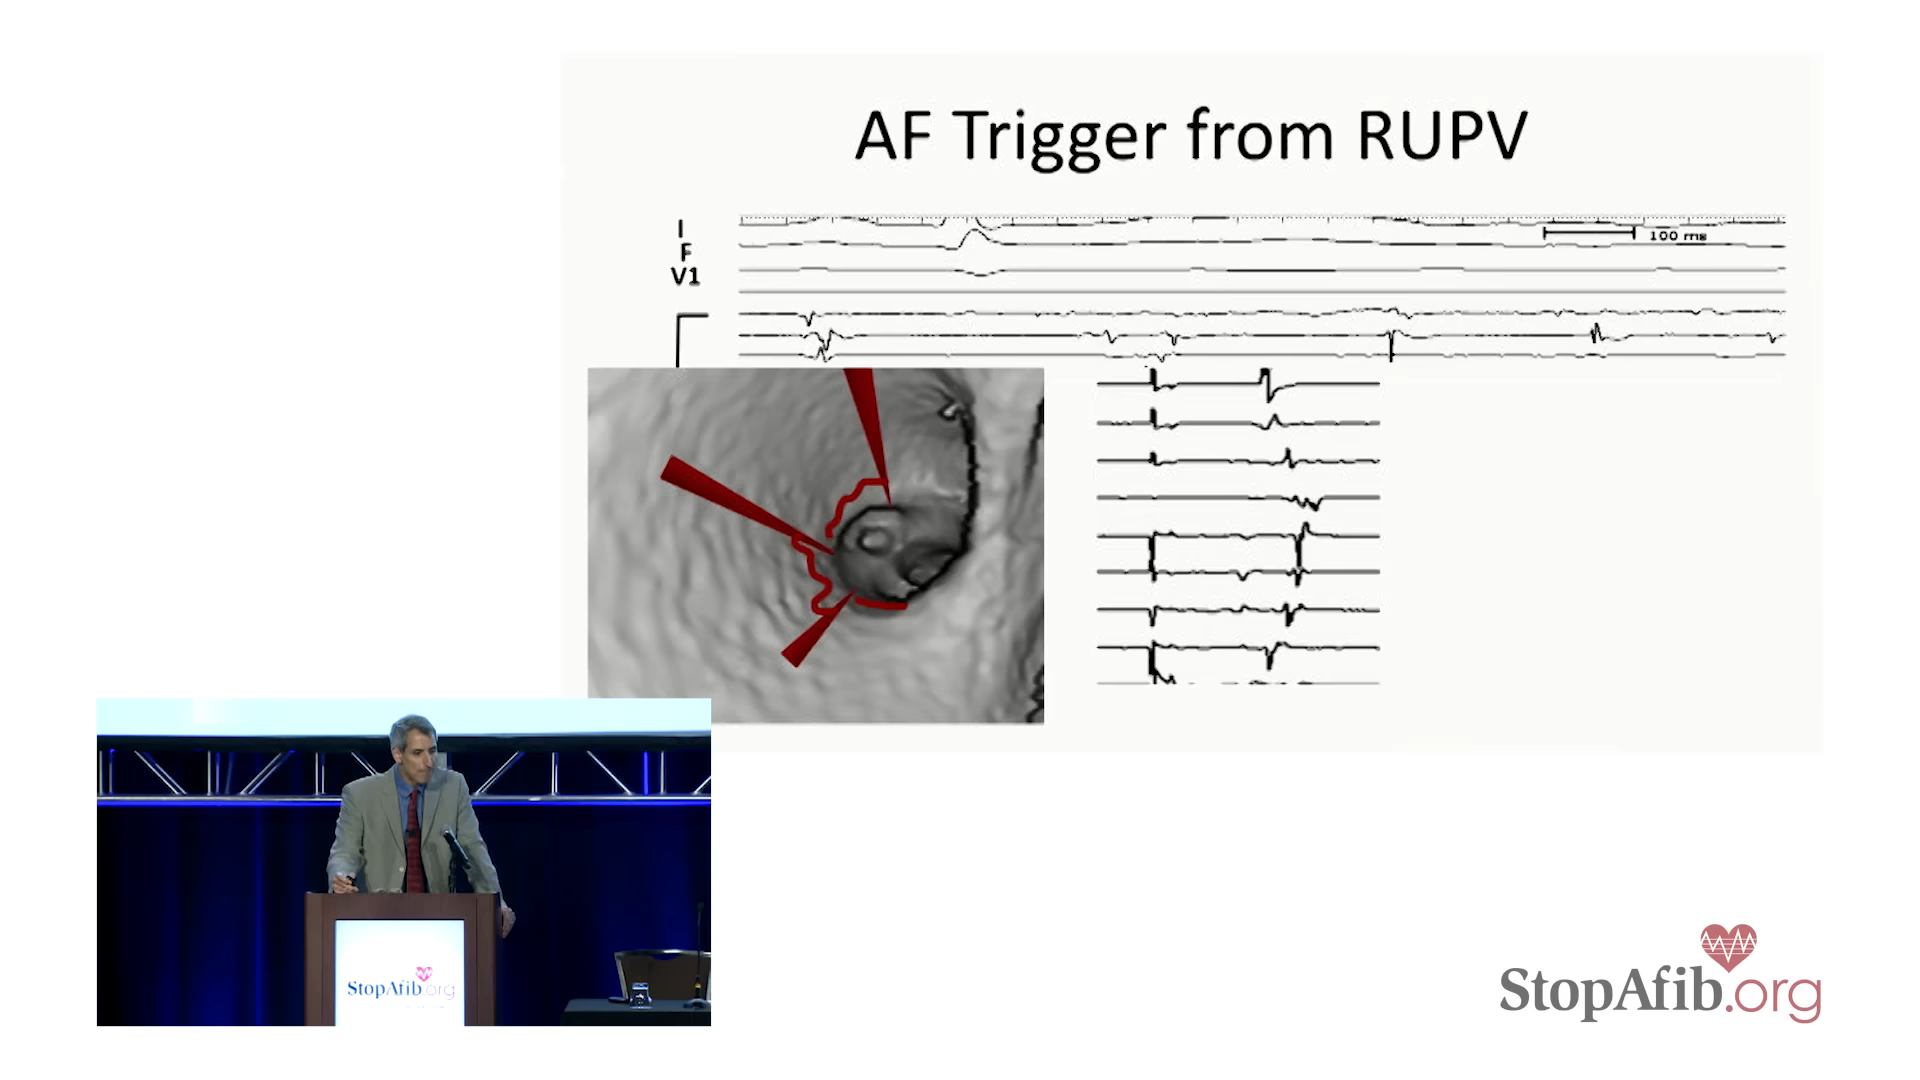 AF Trigger from RUPV
I
F
V1
100 ms
StopAfib.org
StopAfib.org